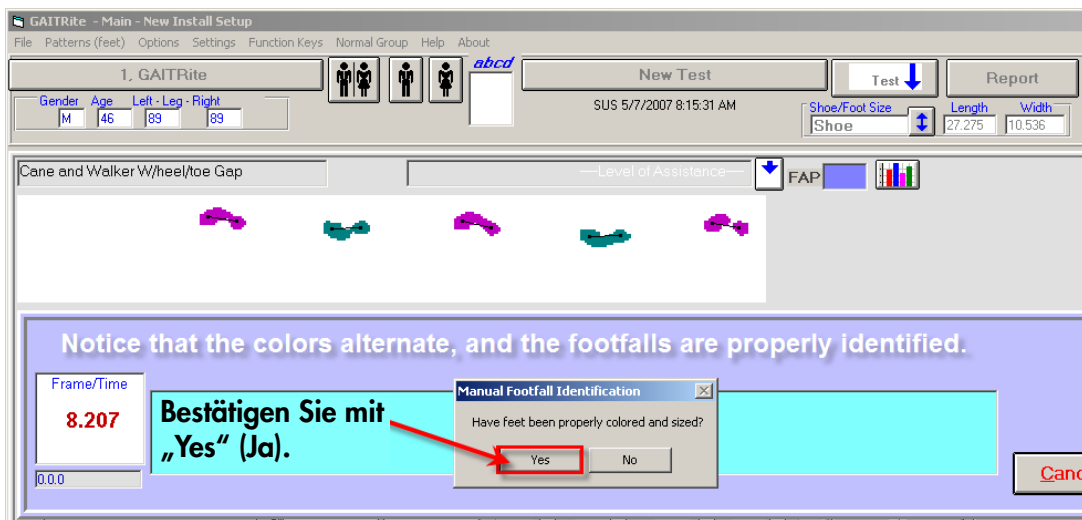 GAITRite - Main - New Install Setup
File Patterns (feet) Options Settings Function Keys Normal Group Help About
1, GAITRite
abcd
New Test
Test
Report
Gender Age Left - Leg - Right
M 46 89 89
SUS 5/7/2007 8:15:31 AM
Shoe/Foot Size
Shoe
Length Width
27.275 10.536
Cane and Walker W/heel/toe Gap
—Level of Assistance—
FAP
Notice that the colors alternate, and the footfalls are properly identified.
Frame/Time
8.207
0.0.0
Bestätigen Sie mit
„Yes“ (Ja).
Manual Footfall Identification
Have feet been properly colored and sized?
Yes No
Canc